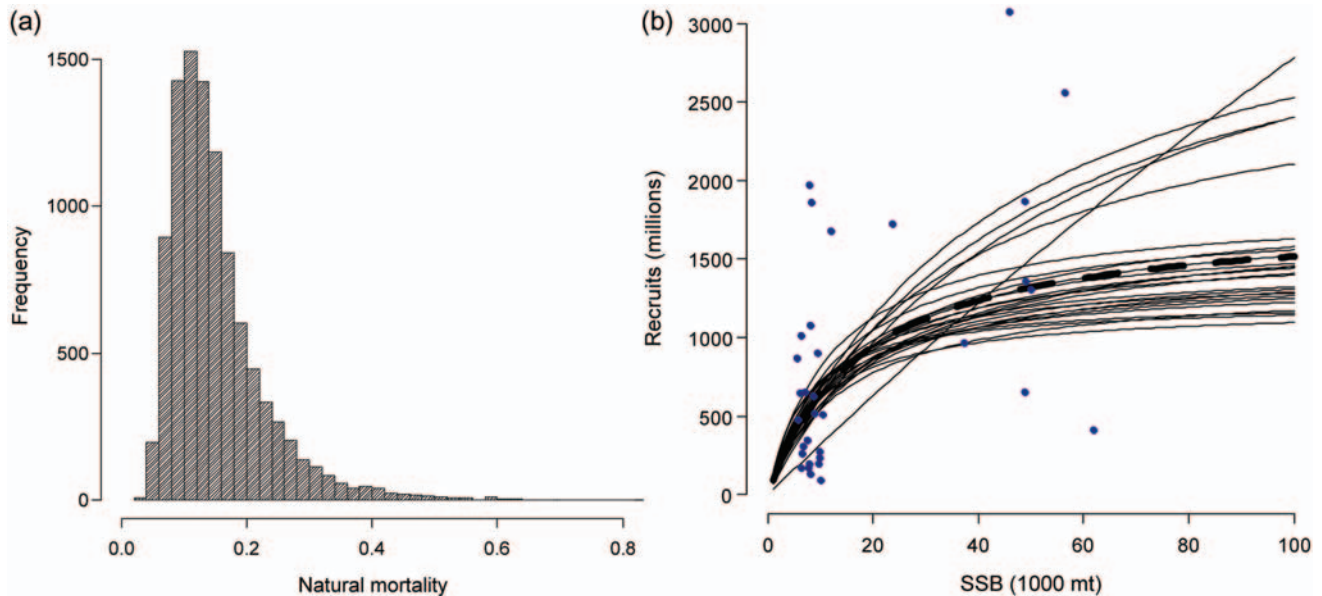 (a)
1500
1000
500
0
Frequency
0.0 0.2 0.4 0.6 0.8
Natural mortality
(b)
3000
2500
2000
1500
1000
500
0
Recruits (millions)
0 20 40 60 80 100
SSB (1000 mt)